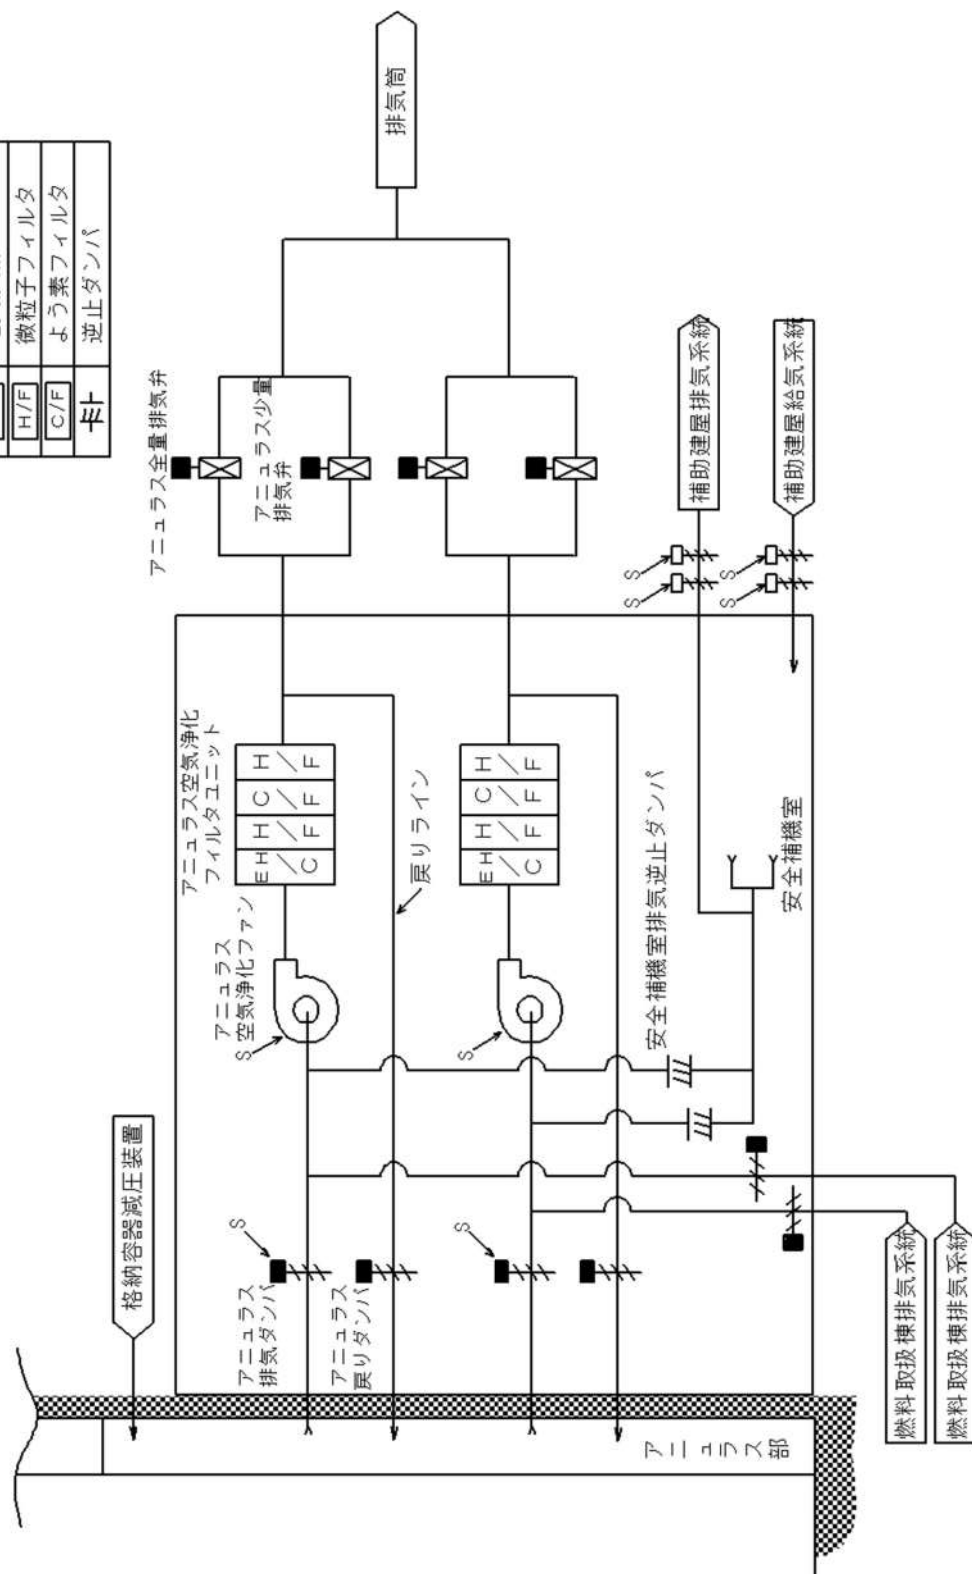 H/F 微粒子フィルタ
C/F よう素フィルタ
逆止ダンパ
排気筒
アニュラス全量排気弁
アニュラス少量
排気弁
補助建屋排気系統
補助建屋給気系統
S
S
S
S
アニュラス空気浄化
フィルタユニット
EH/C
H/F
C/F
H/F
EH/C
H/F
C/F
H/F
戻りライン
アニュラス
空気浄化ファン
S
S
安全補機室排気逆止ダンパ
安全補機室
格納容器減圧装置
アニュラス
排気ダンパ
S
アニュラス
戻りダンパ
S
アニュラス部
燃料取扱棟排気系統
燃料取扱棟排気系統